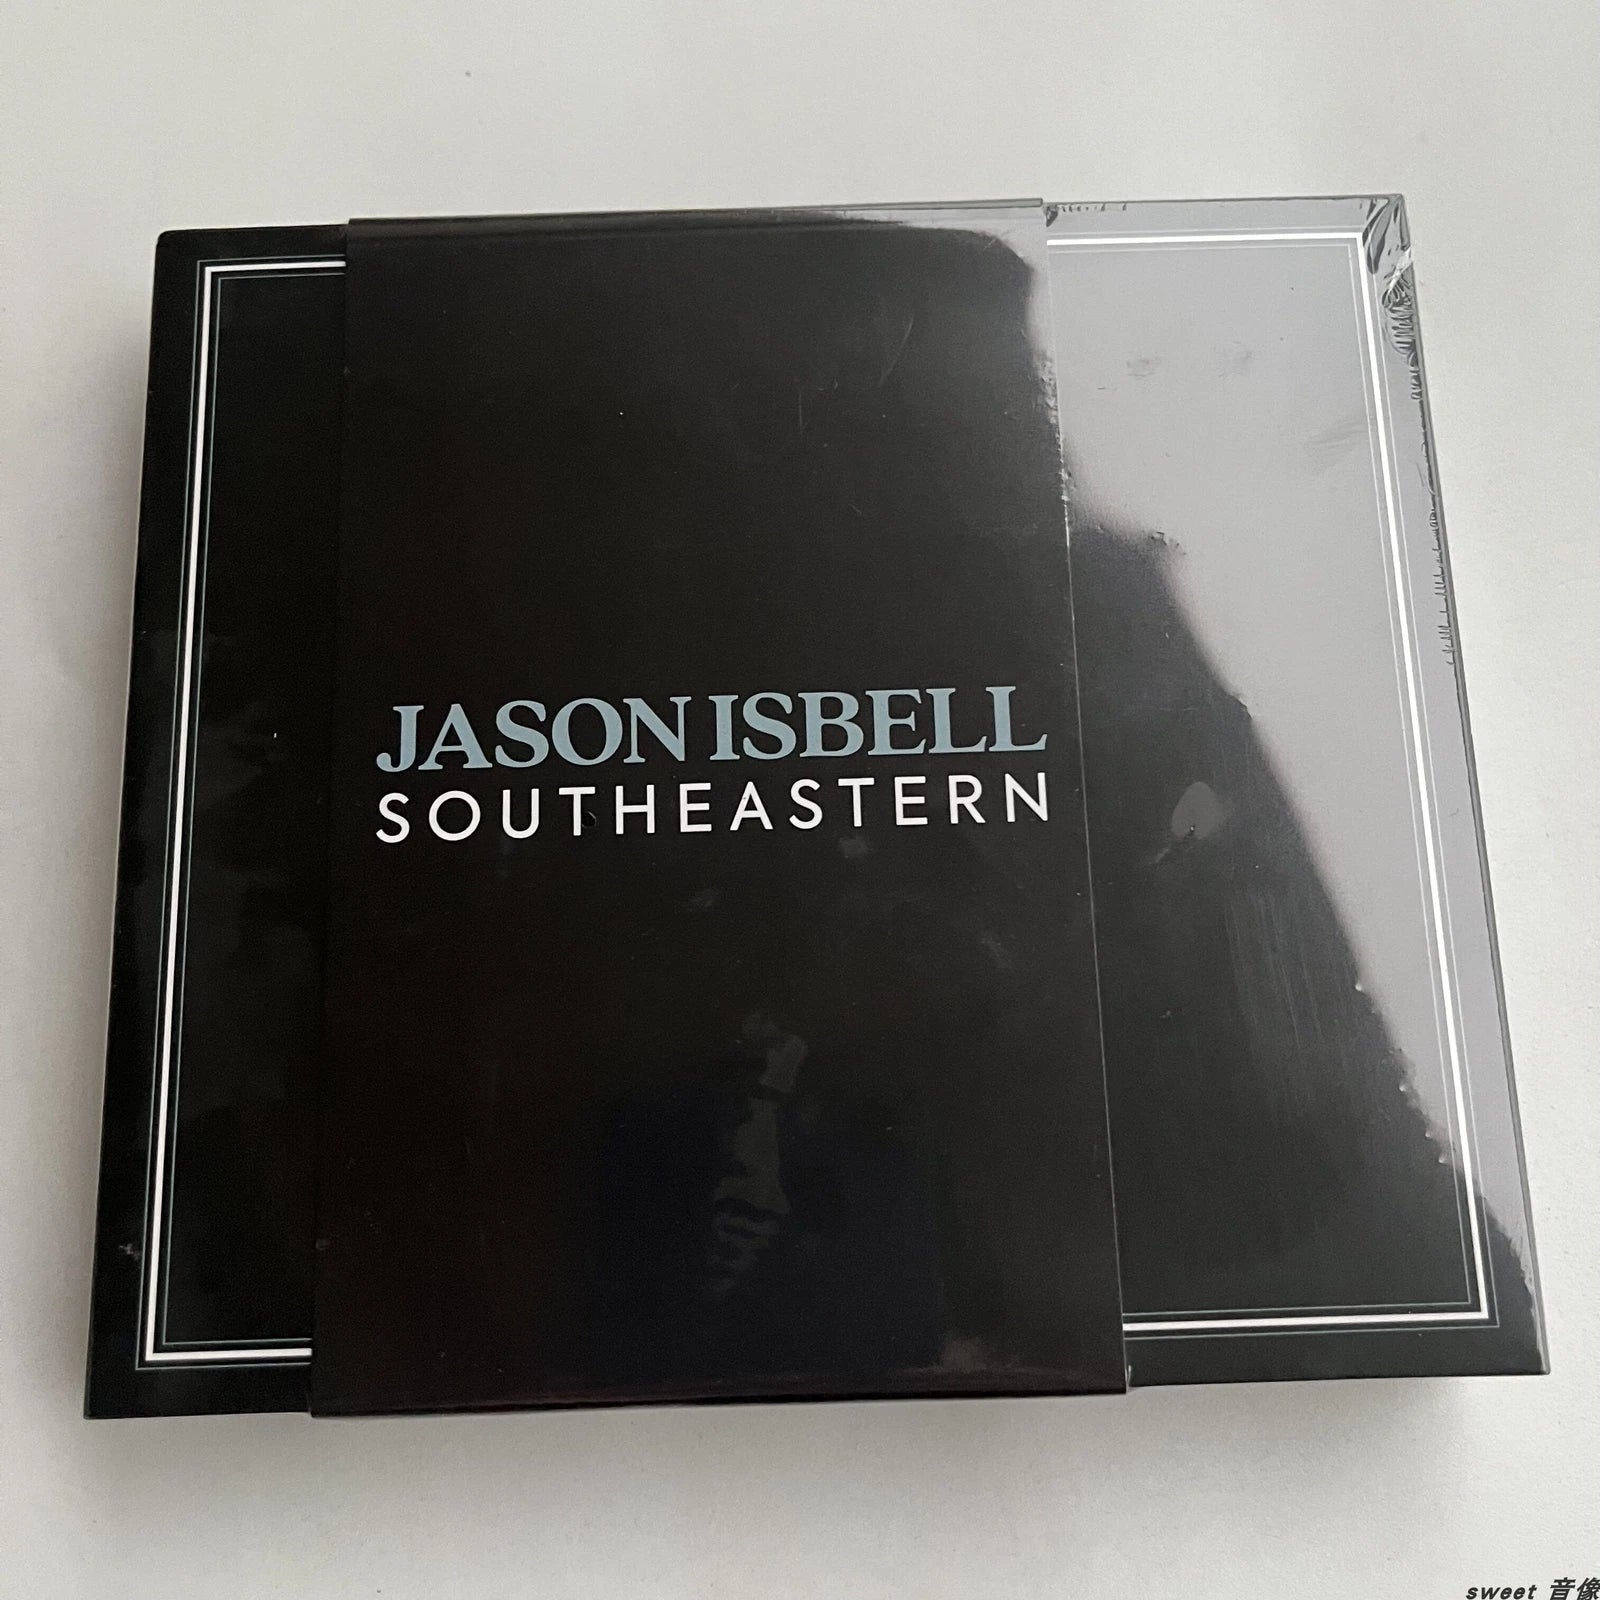 JASON ISBELL
SOUTHEASTERN
sweet 音像